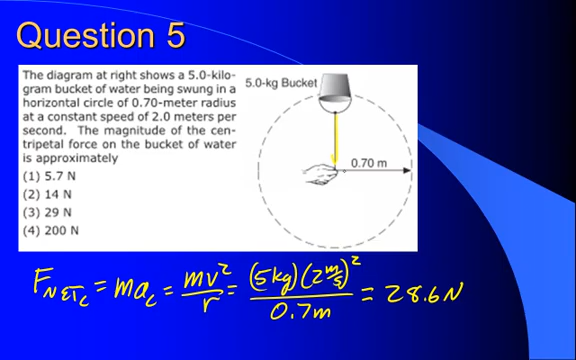 Question 5
The diagram at right shows a 5.0-kilo-
gram bucket of water being swung in a
horizontal circle of 0.70-meter radius
at a constant speed of 2.0 meters per
second. The magnitude of the cen-
tripetal force on the bucket of water
is approximately
(1) 5.7 N
(2) 14 N
(3) 29 N
(4) 200 N
5.0-kg Bucket
0.70 m
F_NETc = ma_c = mv²/r = (5kg)(2 m/s)²/0.7m = 28.6N